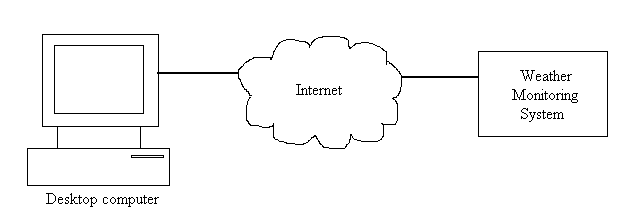 Internet
Weather
Monitoring
System
Desktop computer